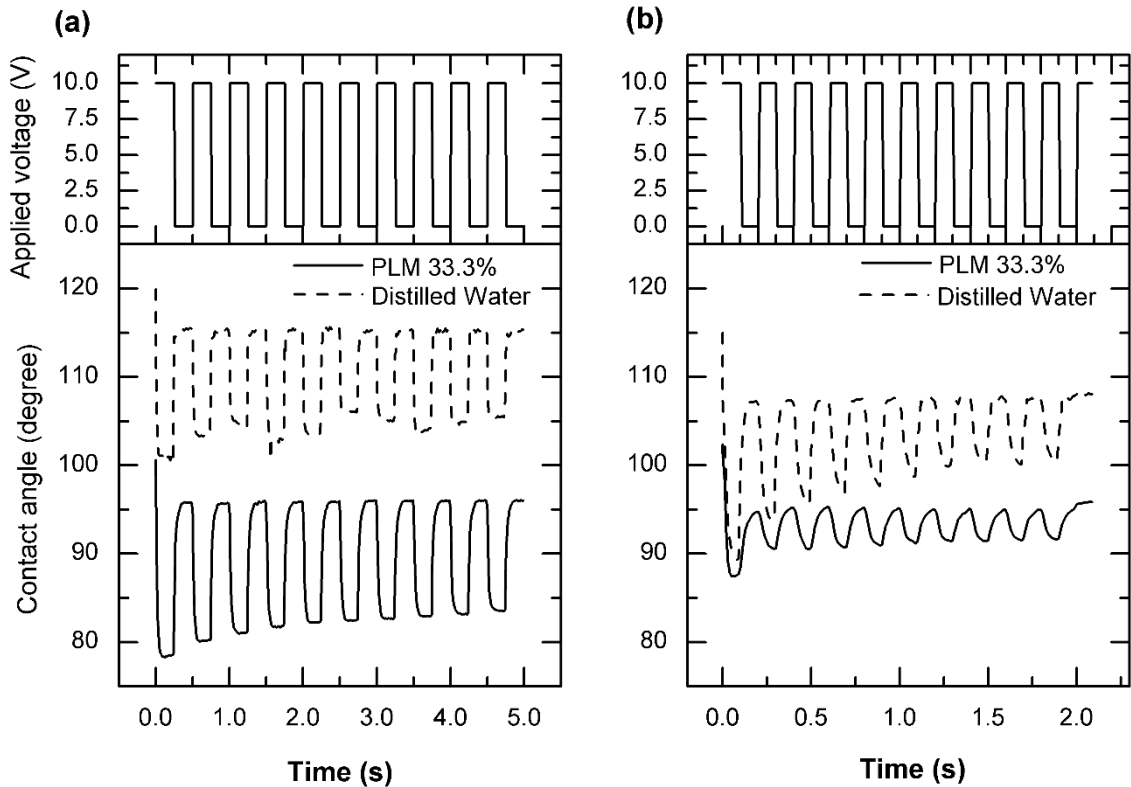 (a)
Applied voltage (V)
10.0
7.5
5.0
2.5
0.0
PLM 33.3%
Distilled Water
Contact angle (degree)
120
110
100
90
80
0.0 1.0 2.0 3.0 4.0 5.0
Time (s)
(b)
10.0
7.5
5.0
2.5
0.0
PLM 33.3%
Distilled Water
120
110
100
90
80
0.0 0.5 1.0 1.5 2.0
Time (s)